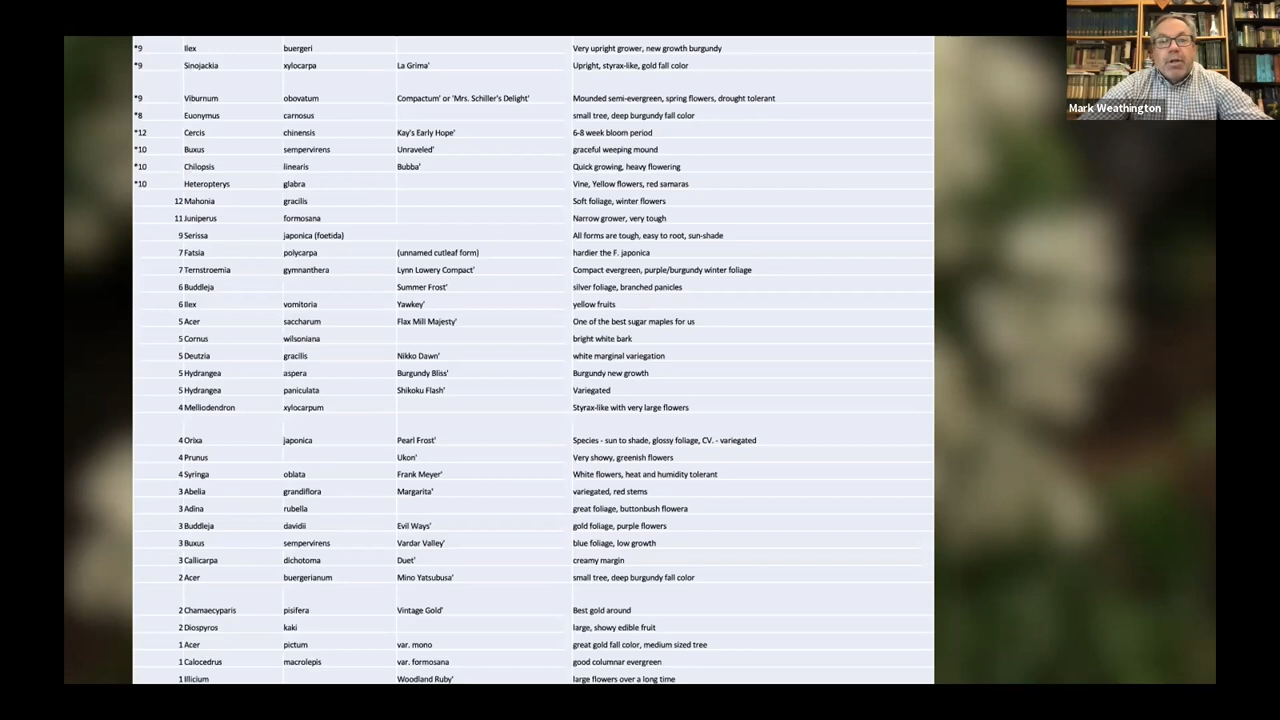 *9 Ilex buergeri Very upright grower, new growth burgundy
*9 Sinojackia xylocarpa La Grima' Upright, styrax-like, gold fall color
*9 Viburnum obovatum Compactum' or 'Mrs. Schiller's Delight' Mounded semi-evergreen, spring flowers, drought tolerant
*8 Euonymus carnosus small tree, deep burgundy fall color
*12 Cercis chinensis Kay's Early Hope' 6-8 week bloom period
*10 Buxus sempervirens Unraveled' graceful weeping mound
*10 Chilopsis linearis Bubba' Quick growing, heavy flowering
*10 Heteropterys glabra Vine, Yellow flowers, red samaras
12 Mahonia gracilis Soft foliage, winter flowers
11 Juniperus formosana Narrow grower, very tough
9 Serissa japonica (foetida) All forms are tough, easy to root, sun-shade
7 Fatsia polycarpa (unnamed cutleaf form) hardier the F. japonica
7 Ternstroemia gymnanthera Lynn Lowery Compact' Compact evergreen, purple/burgundy winter foliage
6 Buddleja Summer Frost' silver foliage, branched panicles
6 Ilex vomitoria Yawkey' yellow fruits
5 Acer saccharum Flax Mill Majesty' One of the best sugar maples for us
5 Cornus wilsoniana bright white bark
5 Deutzia gracilis Nikko Dawn' white marginal variegation
5 Hydrangea aspera Burgundy Bliss' Burgundy new growth
5 Hydrangea paniculata Shikoku Flash' Variegated
4 Melliodendron xylocarpum Styrax-like with very large flowers
4 Orixa japonica Pearl Frost' Species - sun to shade, glossy foliage, CV. - variegated
4 Prunus Ukon' Very showy, greenish flowers
4 Syringa oblata Frank Meyer' White flowers, heat and humidity tolerant
3 Abelia grandiflora Margarita' variegated, red stems
3 Adina rubella great foliage, buttonbush flowera
3 Buddleja davidii Evil Ways' gold foliage, purple flowers
3 Buxus sempervirens Vardar Valley' blue foliage, low growth
3 Callicarpa dichotoma Duet' creamy margin
2 Acer buergerianum Mino Yatsubusa' small tree, deep burgundy fall color
2 Chamaecyparis pisifera Vintage Gold' Best gold around
2 Diospyros kaki large, showy edible fruit
1 Acer pictum var. mono great gold fall color, medium sized tree
1 Calocedrus macrolepis var. formosana good columnar evergreen
1 Illicium Woodland Ruby' large flowers over a long time
Mark Weathington